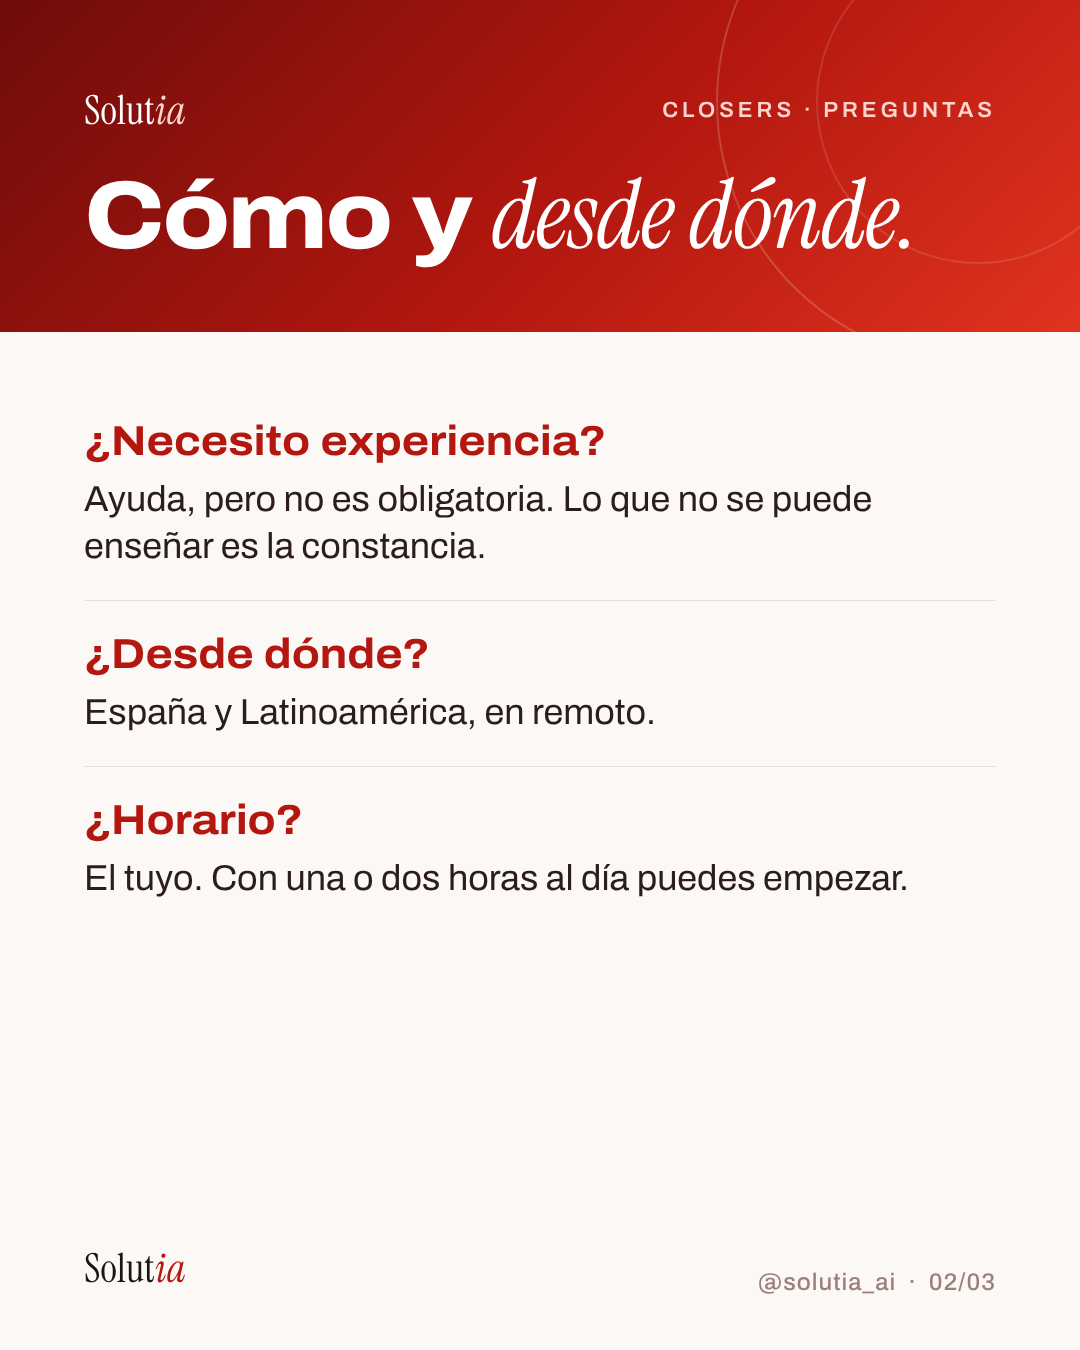 Solutia
CLOSERS · PREGUNTAS
Cómo y desde dónde.
¿Necesito experiencia?
Ayuda, pero no es obligatoria. Lo que no se puede
enseñar es la constancia.
¿Desde dónde?
España y Latinoamérica, en remoto.
¿Horario?
El tuyo. Con una o dos horas al día puedes empezar.
Solutia
@solutia_ai · 02/03